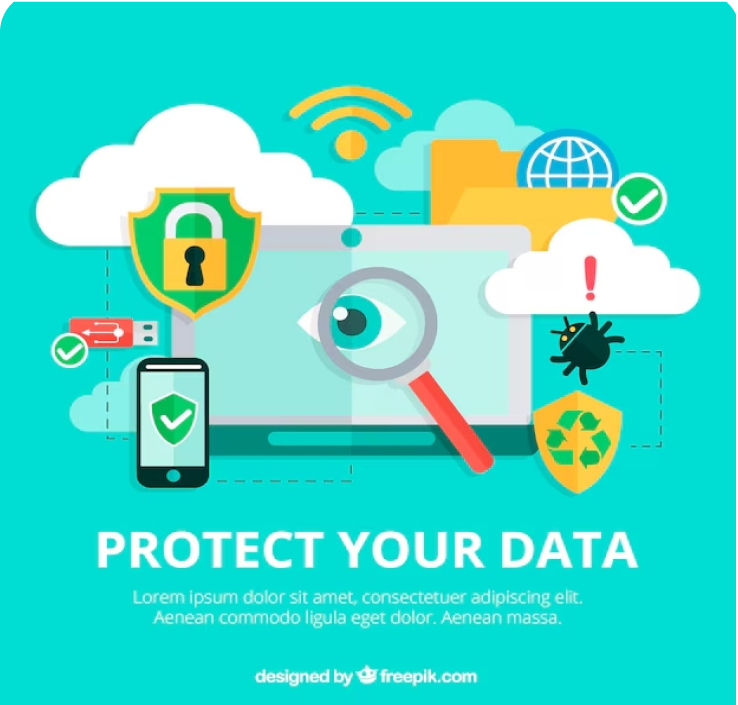 PROTECT YOUR DATA
Lorem ipsum dolor sit amet, consectetuer adipiscing elit.
Aenean commodo ligula eget dolor. Aenean massa.
designed by freepik.com